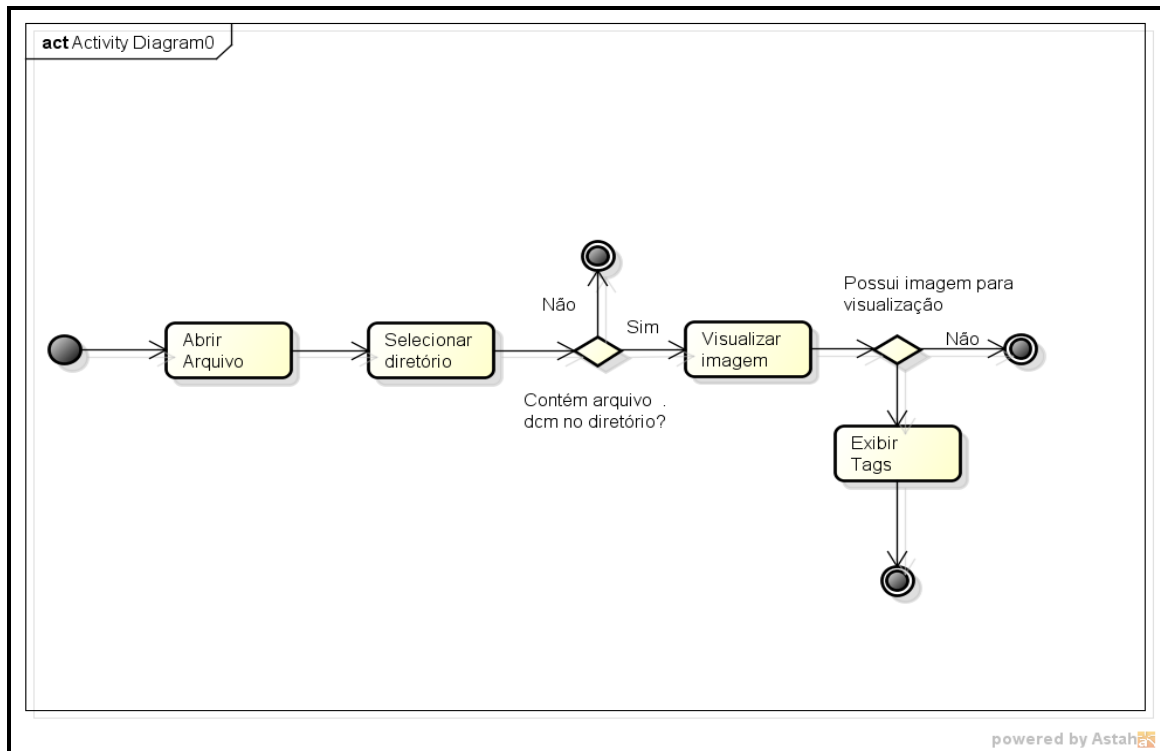 act Activity Diagram0
Não
Possui imagem para
visualização
Abrir
Arquivo
Selecionar
diretório
Sim
Visualizar
imagem
Não
Contém arquivo .
dcm no diretório?
Exibir
Tags
powered by Astah